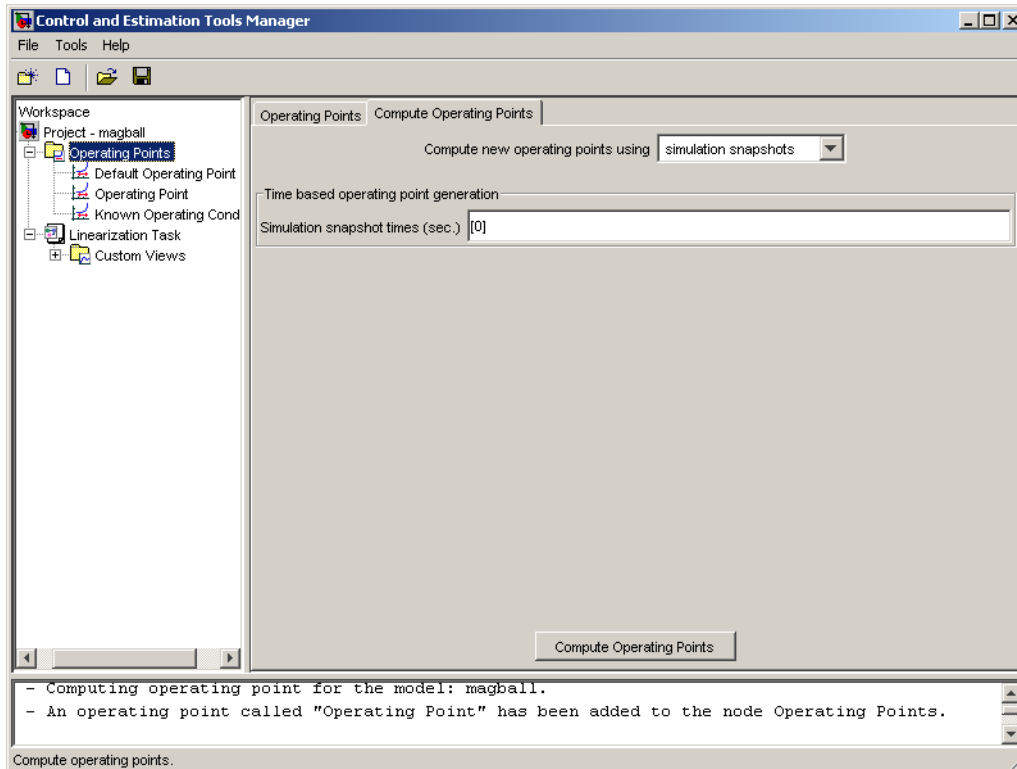 Control and Estimation Tools Manager
File Tools Help
Workspace
Project - magball
Operating Points
Default Operating Point
Operating Point
Known Operating Cond
Linearization Task
Custom Views
Operating Points Compute Operating Points
Compute new operating points using simulation snapshots
Time based operating point generation
Simulation snapshot times (sec.) [0]
Compute Operating Points
- Computing operating point for the model: magball.
- An operating point called "Operating Point" has been added to the node Operating Points.
Compute operating points.